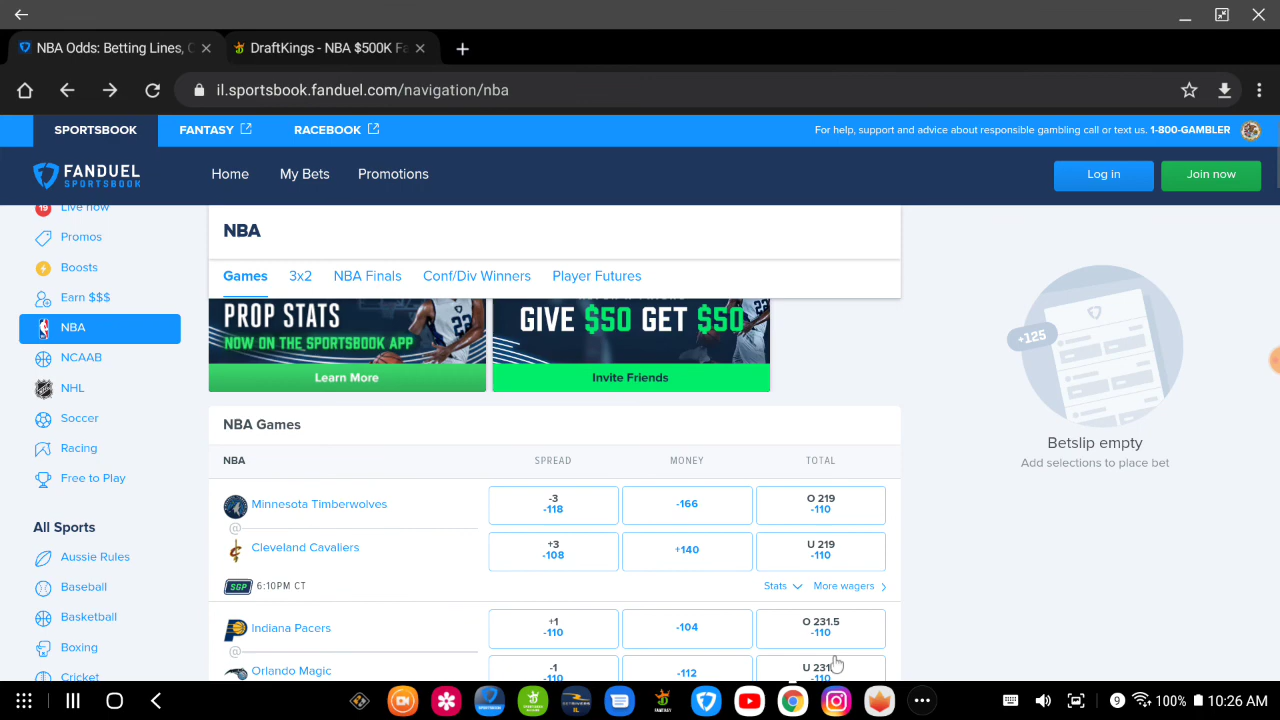 NBA Odds: Betting Lines, 
DraftKings - NBA $500K Fa
il.sportsbook.fanduel.com/navigation/nba
SPORTSBOOK FANTASY RACEBOOK For help, support and advice about responsible gambling call or text us. 1-800-GAMBLER
FANDUEL
SPORTSBOOK
Home My Bets Promotions Log in Join now
19 Live now
Promos
Boosts
Earn $$$
NBA
NCAAB
NHL
Soccer
Racing
Free to Play
All Sports
Aussie Rules
Baseball
Basketball
Boxing
Cricket
NBA
Games 3x2 NBA Finals Conf/Div Winners Player Futures
PROP STATS
NOW ON THE SPORTSBOOK APP
Learn More
GIVE $50 GET $50
Invite Friends
NBA Games
NBA SPREAD MONEY TOTAL
Minnesota Timberwolves -3 -118 -166 O 219 -110
@
Cleveland Cavaliers +3 -108 +140 U 219 -110
SGP 6:10PM CT Stats More wagers
Indiana Pacers +1 -110 -104 O 231.5 -110
@
Orlando Magic -1 -110 -112 U 231 -110
+125
Betslip empty
Add selections to place bet
9 100% 10:26 AM